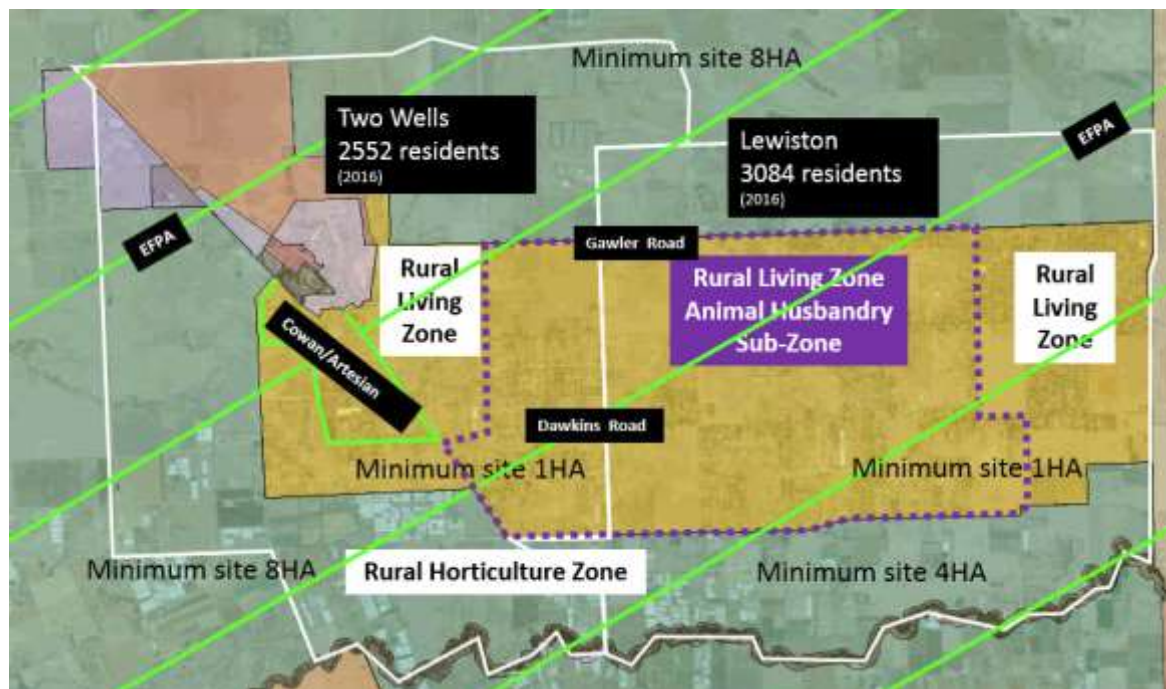 Minimum site 8HA
Two Wells
2552 residents
(2016)
Lewiston
3084 residents
(2016)
EFPA
EFPA
Gawler Road
Rural
Living
Zone
Rural Living Zone
Animal Husbandry
Sub-Zone
Rural
Living
Zone
Cowan/Artesian
Dawkins Road
Minimum site 1HA
Minimum site 1HA
Minimum site 8HA
Rural Horticulture Zone
Minimum site 4HA